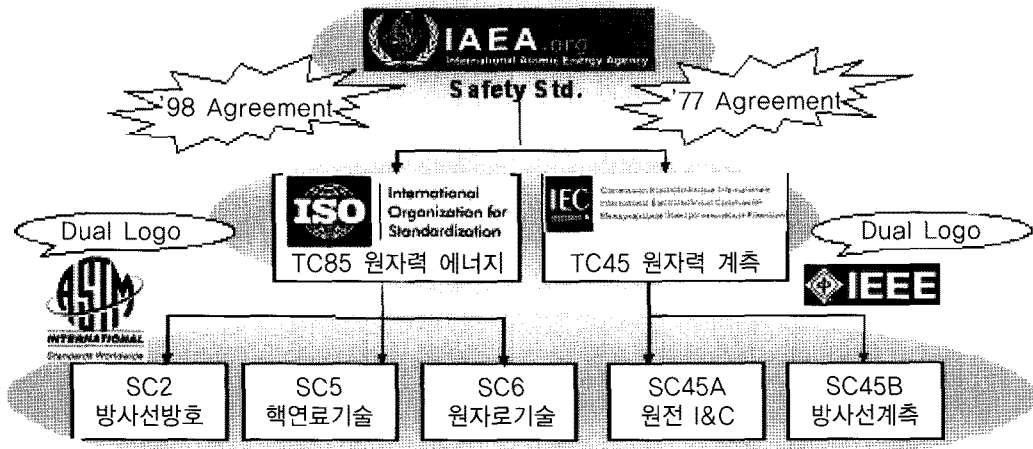 IAEA.org
International Atomic Energy Agency
Safety Std.
'98 Agreement
'77 Agreement
ISO
International
Organization for
Standardization
TC85 원자력 에너지
IEC
International Electrotechnical Commission
TC45 원자력 계측
Dual Logo
Dual Logo
ASTM
INTERNATIONAL
Standards Worldwide
IEEE
SC2
방사선방호
SC5
핵연료기술
SC6
원자로기술
SC45A
원전 I&C
SC45B
방사선계측